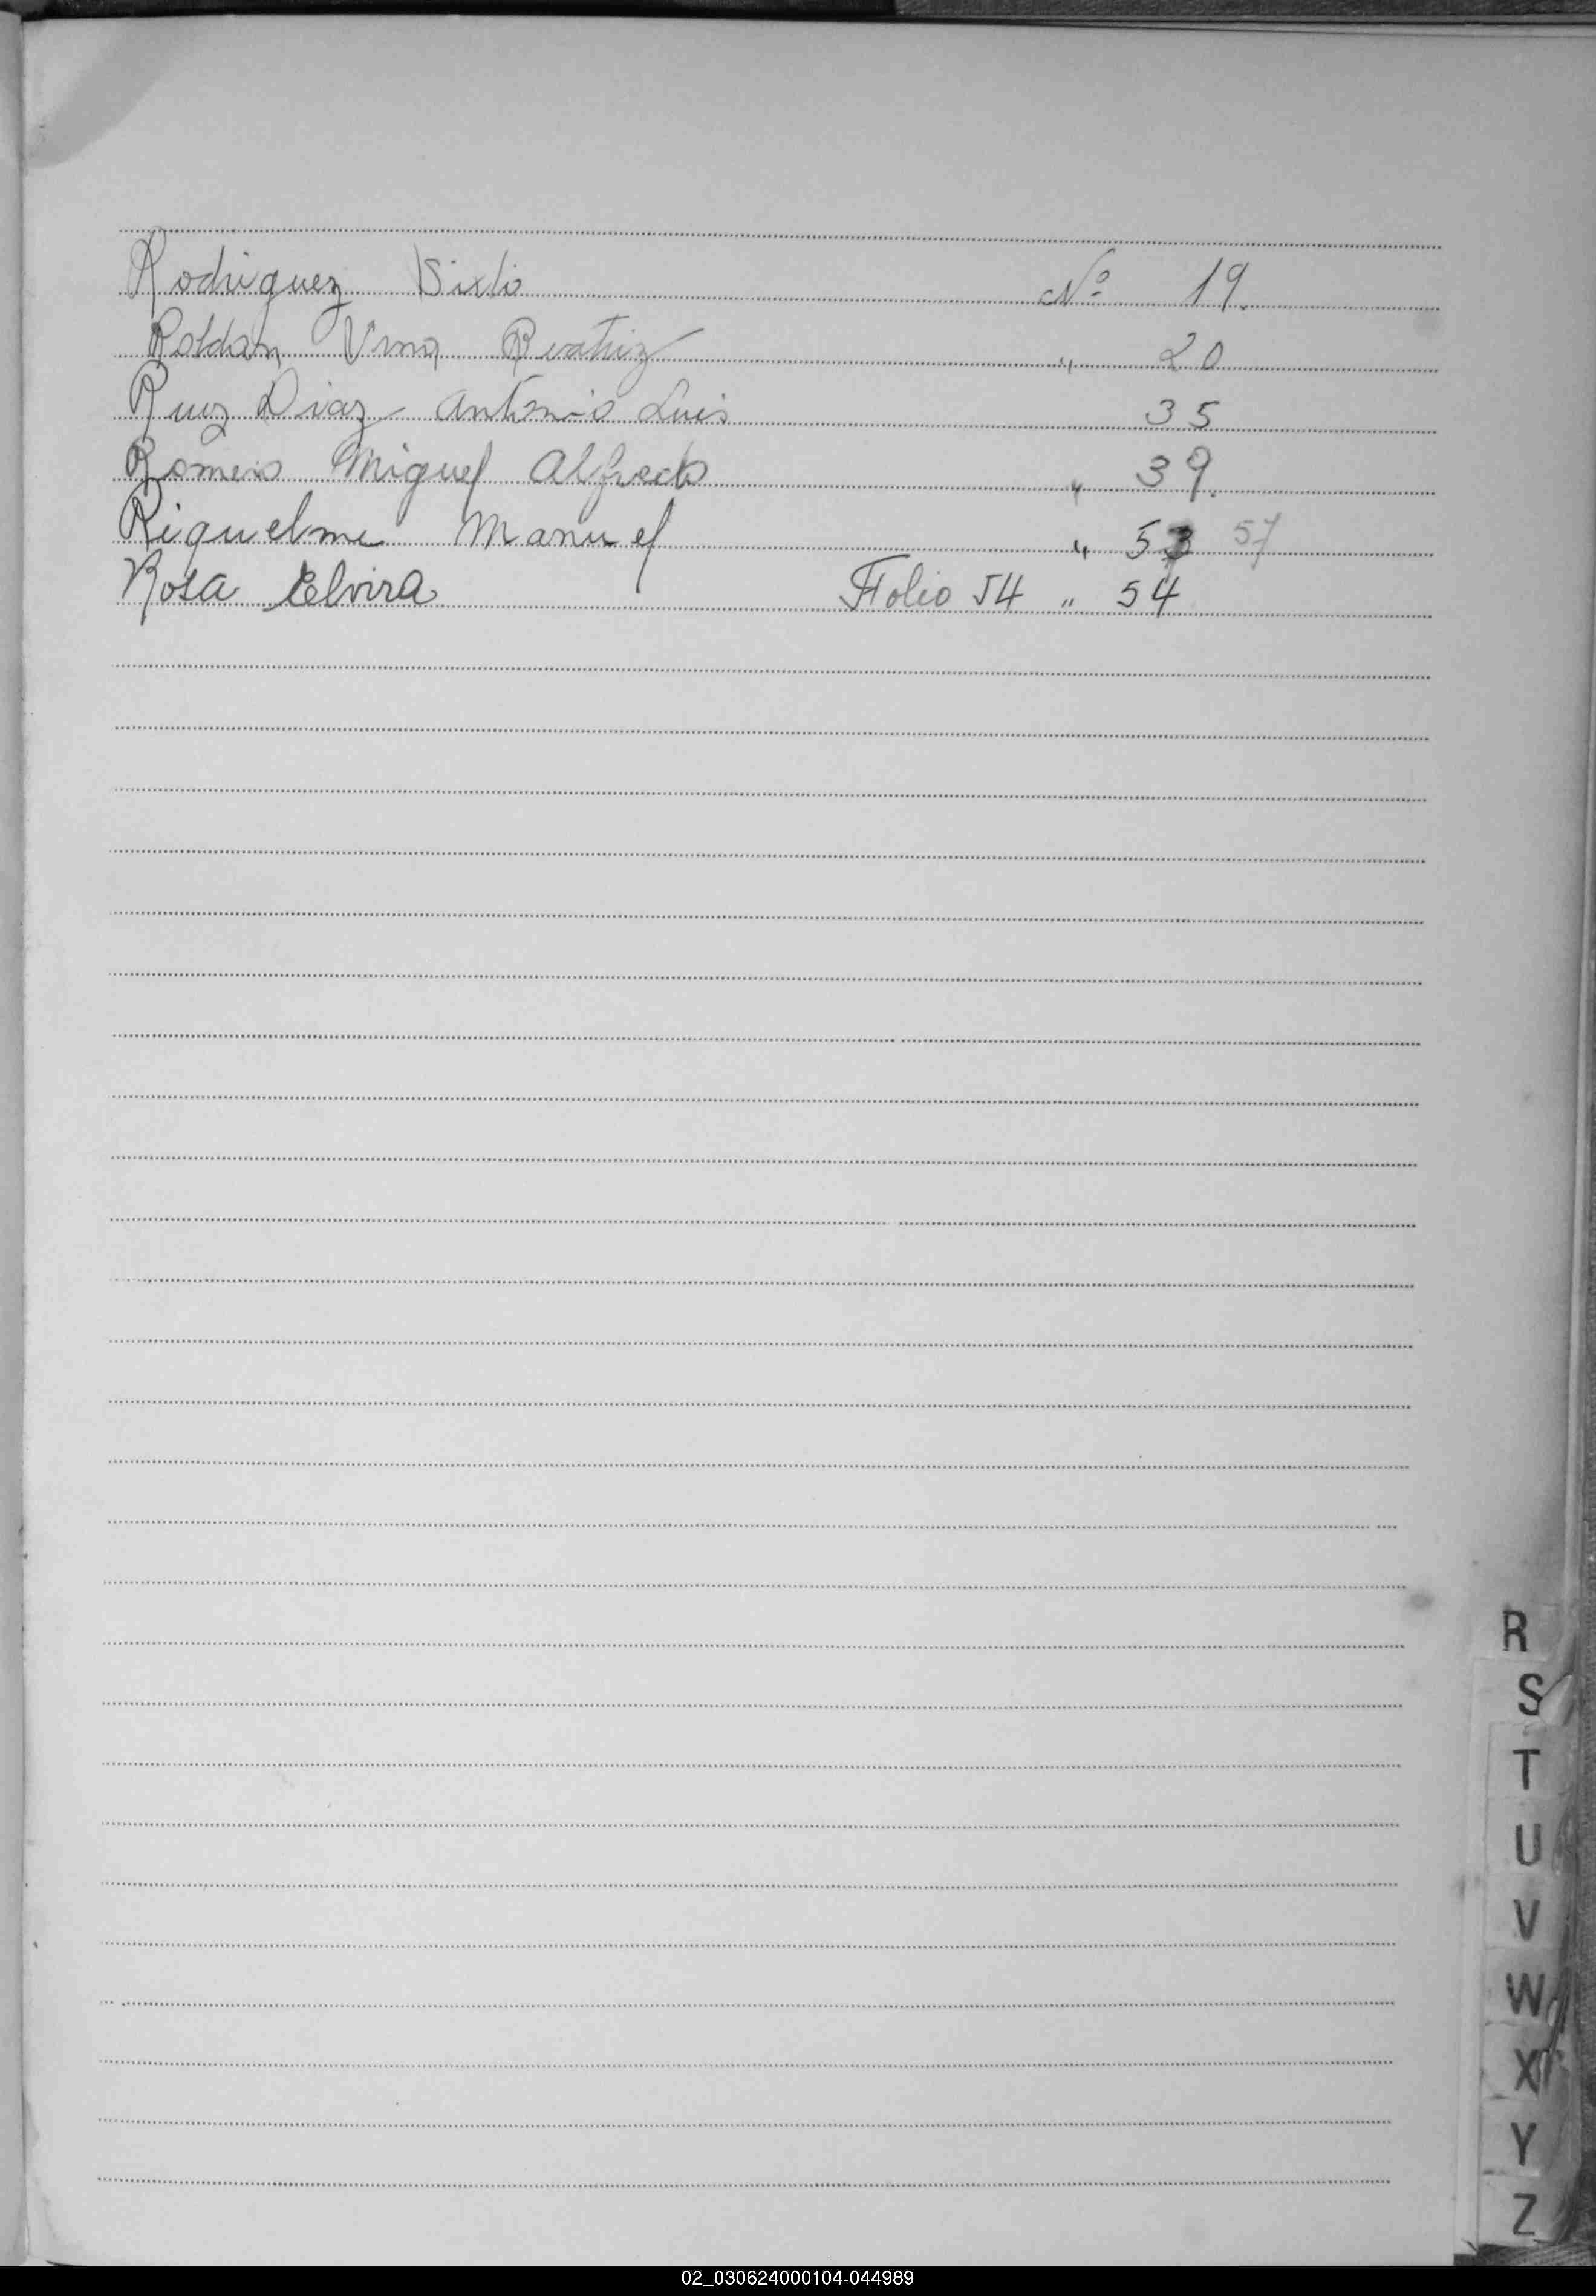 Rodriguez Sixto Nº 19.
Roldan Irma Beatriz " 20
Ruiz Diaz - Antonio Luis 35
Romero Miguel Alfredo " 39.
Riquelme Manuel " 53 57
Rosa Elvira Folio 54 " 54
R
S
T
U
V
W
X
Y
Z
02_030624000104-044989